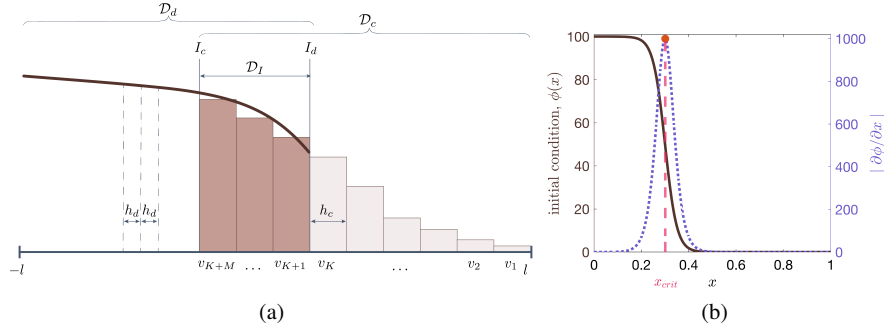 𝒟_d
𝒟_c
I_c
I_d
𝒟_I
h_d h_d
h_c
−l
v_{K+M} … v_{K+1} v_K … v_2 v_1 l
(a)
100
80
60
40
20
0
initial condition, ϕ(x)
1000
800
600
400
200
0
| ∂ϕ/∂x |
0 0.2 0.4 0.6 0.8 1
x_{crit} x
(b)